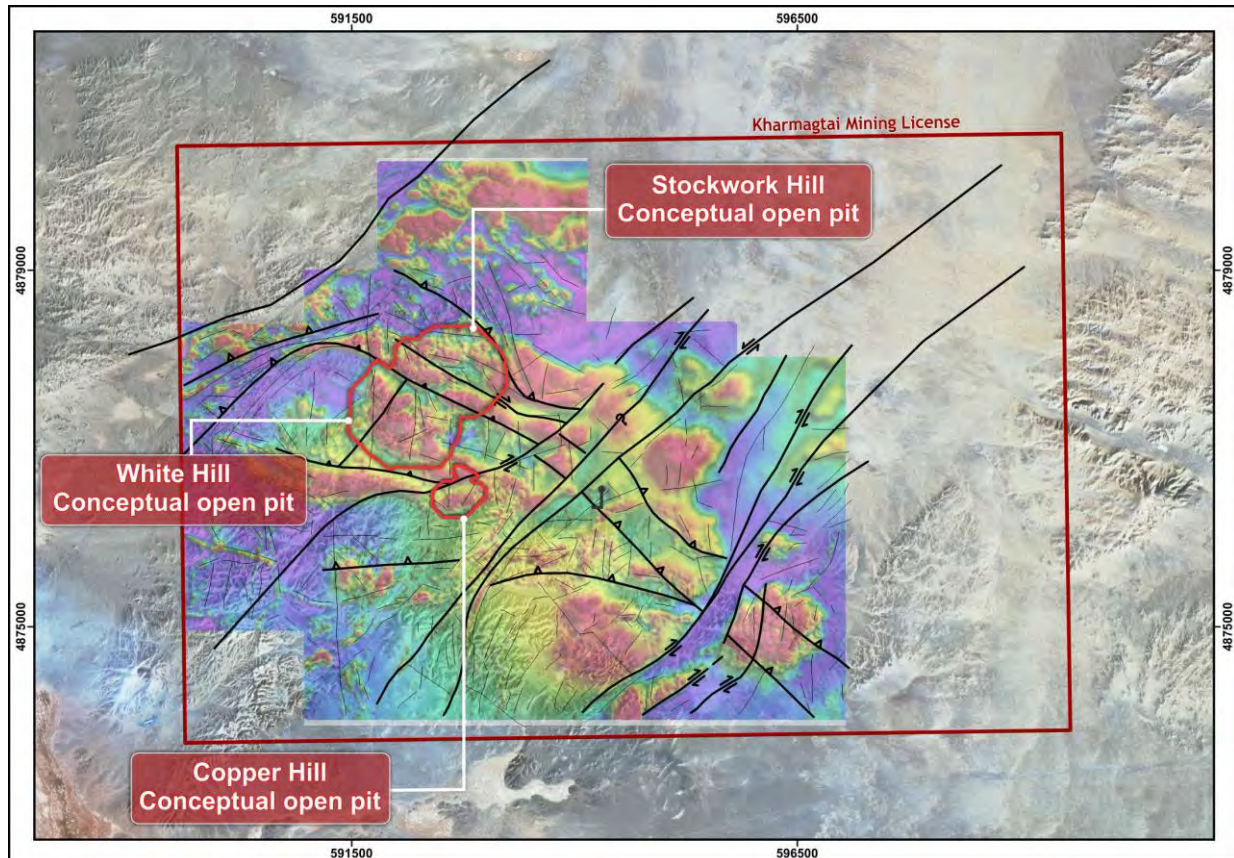 591500
596500
Kharmagtai Mining License
Stockwork Hill
Conceptual open pit
4879000
4879000
White Hill
Conceptual open pit
4875000
4875000
Copper Hill
Conceptual open pit
591500
596500